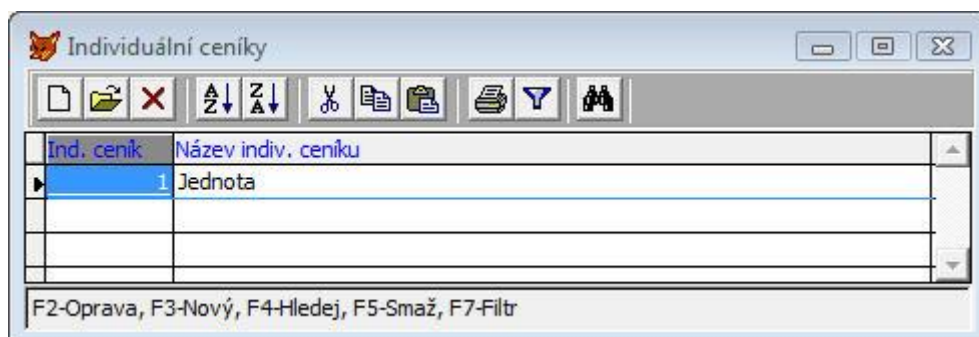 Individuální ceníky
Ind. ceník Název indiv. ceníku
1 Jednota
F2-Oprava, F3-Nový, F4-Hledej, F5-Smaž, F7-Filtr